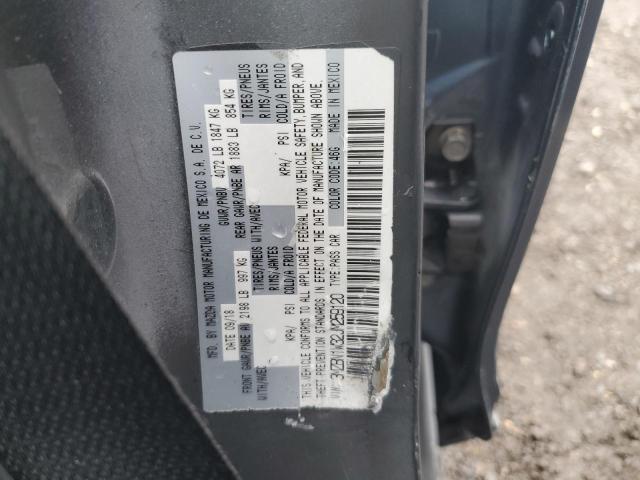 MFD. BY MAZDA MOTOR MANUFACTURING DE MEXICO S.A. DE C.V.
DATE 09/18 GVWR/PNBV 4072 LB 1847 KG
FRONT GAWR/PNBE AV 2198 LB 997 KG REAR GAWR/PNBE AR 1883 LB 854 KG
WITH/AVEC TIRES/PNEUS WITH/AVEC TIRES/PNEUS
RIMS/JANTES RIMS/JANTES
KPA/ PSI COLD/A FROID KPA/ PSI COLD/A FROID
THIS VEHICLE CONFORMS TO ALL APPLICABLE FEDERAL MOTOR VEHICLE SAFETY, BUMPER, AND
THEFT PREVENTION STANDARDS IN EFFECT ON THE DATE OF MANUFACTURE SHOWN ABOVE.
COLOR CODE:46G MADE IN MEXICO
TYPE:PASS.CAR